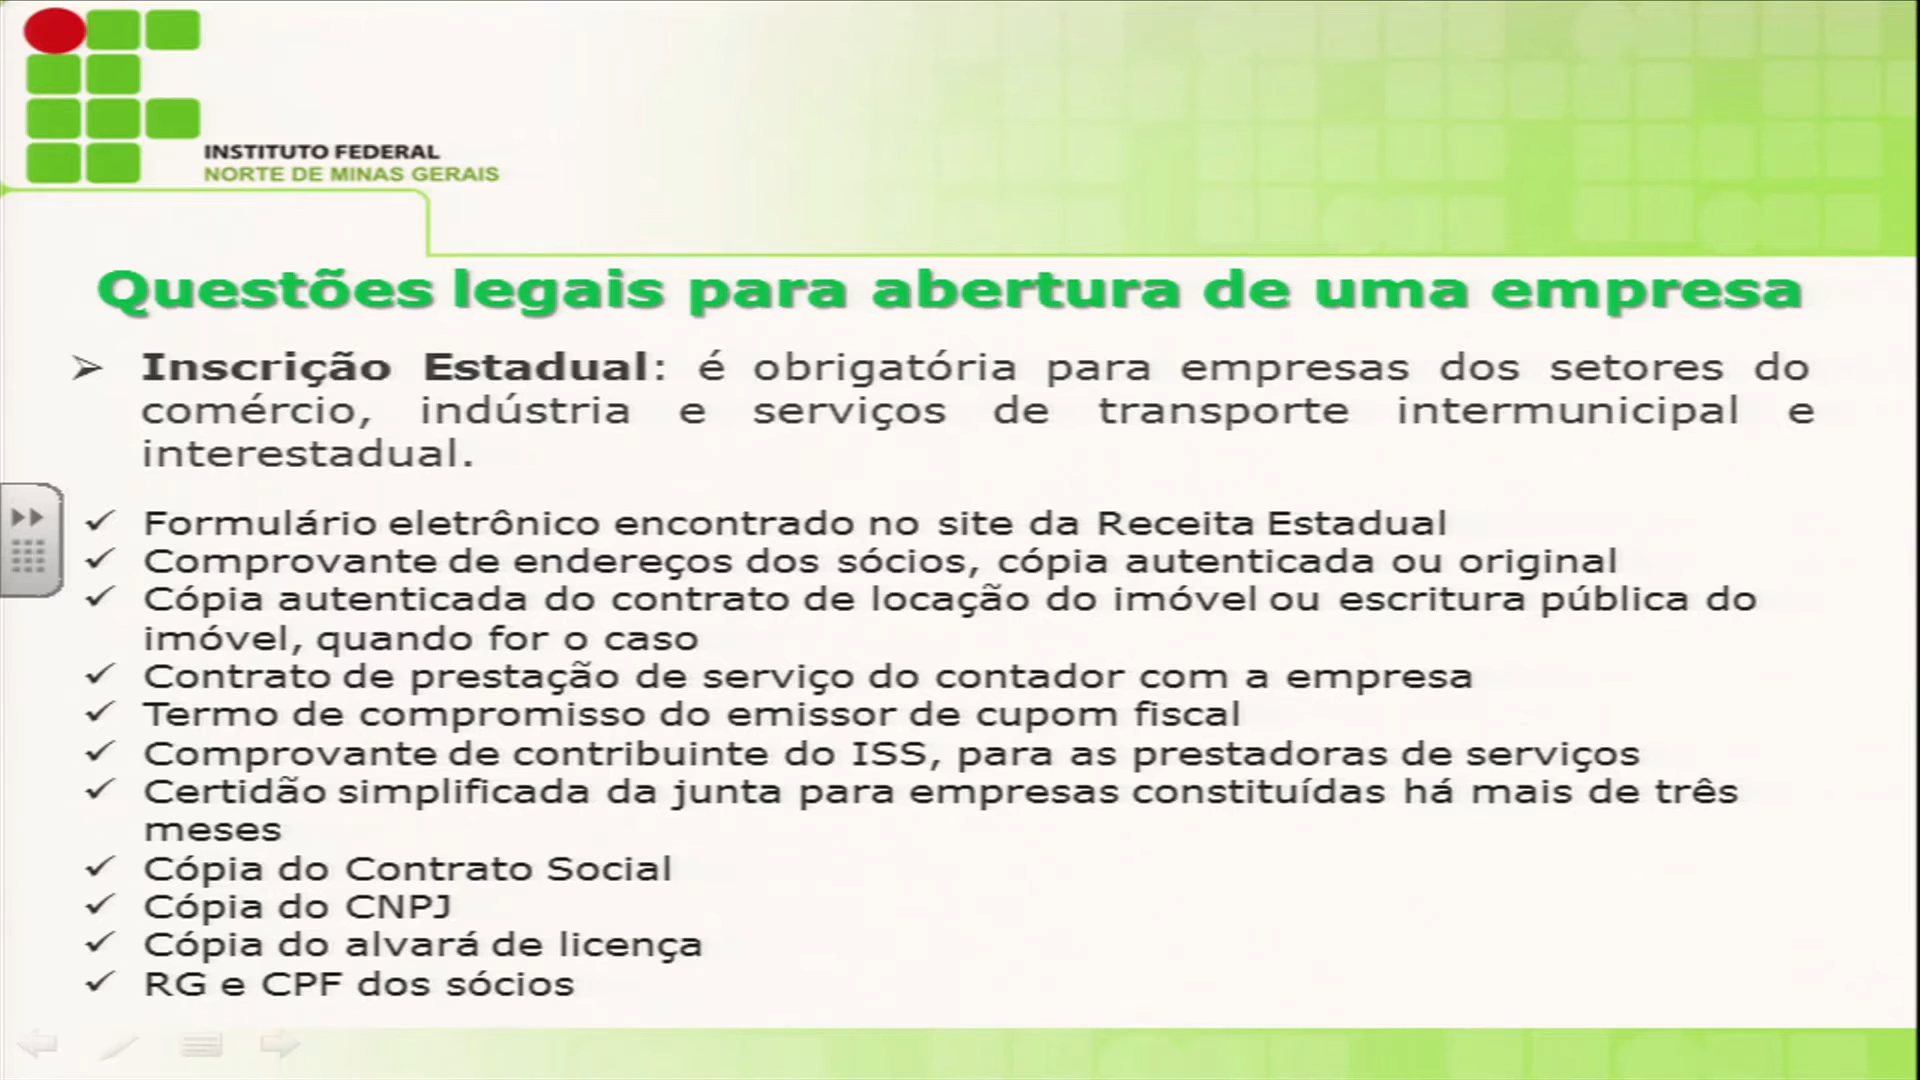 INSTITUTO FEDERAL
NORTE DE MINAS GERAIS
Questões legais para abertura de uma empresa
Inscrição Estadual: é obrigatória para empresas dos setores do
comércio, indústria e serviços de transporte intermunicipal e
interestadual.
Formulário eletrônico encontrado no site da Receita Estadual
Comprovante de endereços dos sócios, cópia autenticada ou original
Cópia autenticada do contrato de locação do imóvel ou escritura pública do
imóvel, quando for o caso
Contrato de prestação de serviço do contador com a empresa
Termo de compromisso do emissor de cupom fiscal
Comprovante de contribuinte do ISS, para as prestadoras de serviços
Certidão simplificada da junta para empresas constituídas há mais de três
meses
Cópia do Contrato Social
Cópia do CNPJ
Cópia do alvará de licença
RG e CPF dos sócios